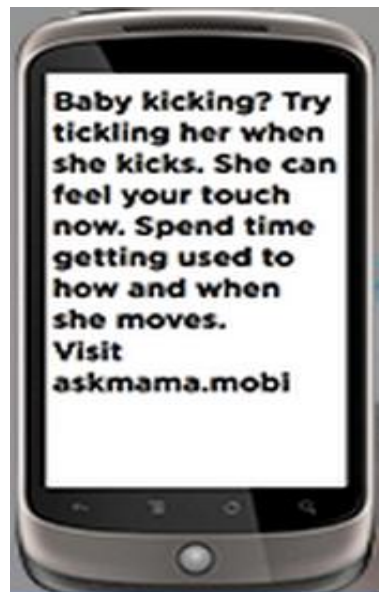 Baby kicking? Try
tickling her when
she kicks. She can
feel your touch
now. Spend time
getting used to
how and when
she moves.
Visit
askmama.mobi